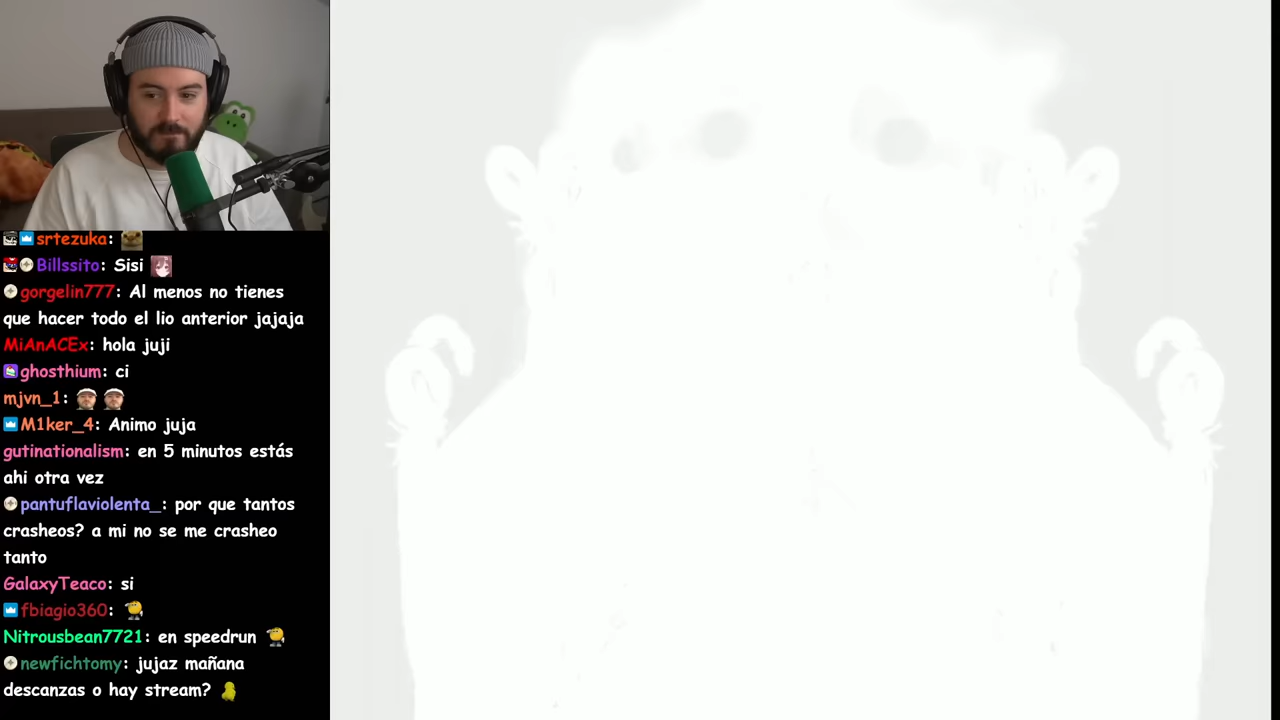 srtezuka:
Billssito: Sisi
gorgelin777: Al menos no tienes
que hacer todo el lio anterior jajaja
MiAnACEx: hola juji
ghosthium: ci
mjvn_1:
M1ker_4: Animo juja
gutinationalism: en 5 minutos estás
ahi otra vez
pantuflaviolenta_: por que tantos
crasheos? a mi no se me crasheo
tanto
GalaxyTeaco: si
fbiagio360:
Nitrousbean7721: en speedrun
newfichtomy: jujaz mañana
descanzas o hay stream?